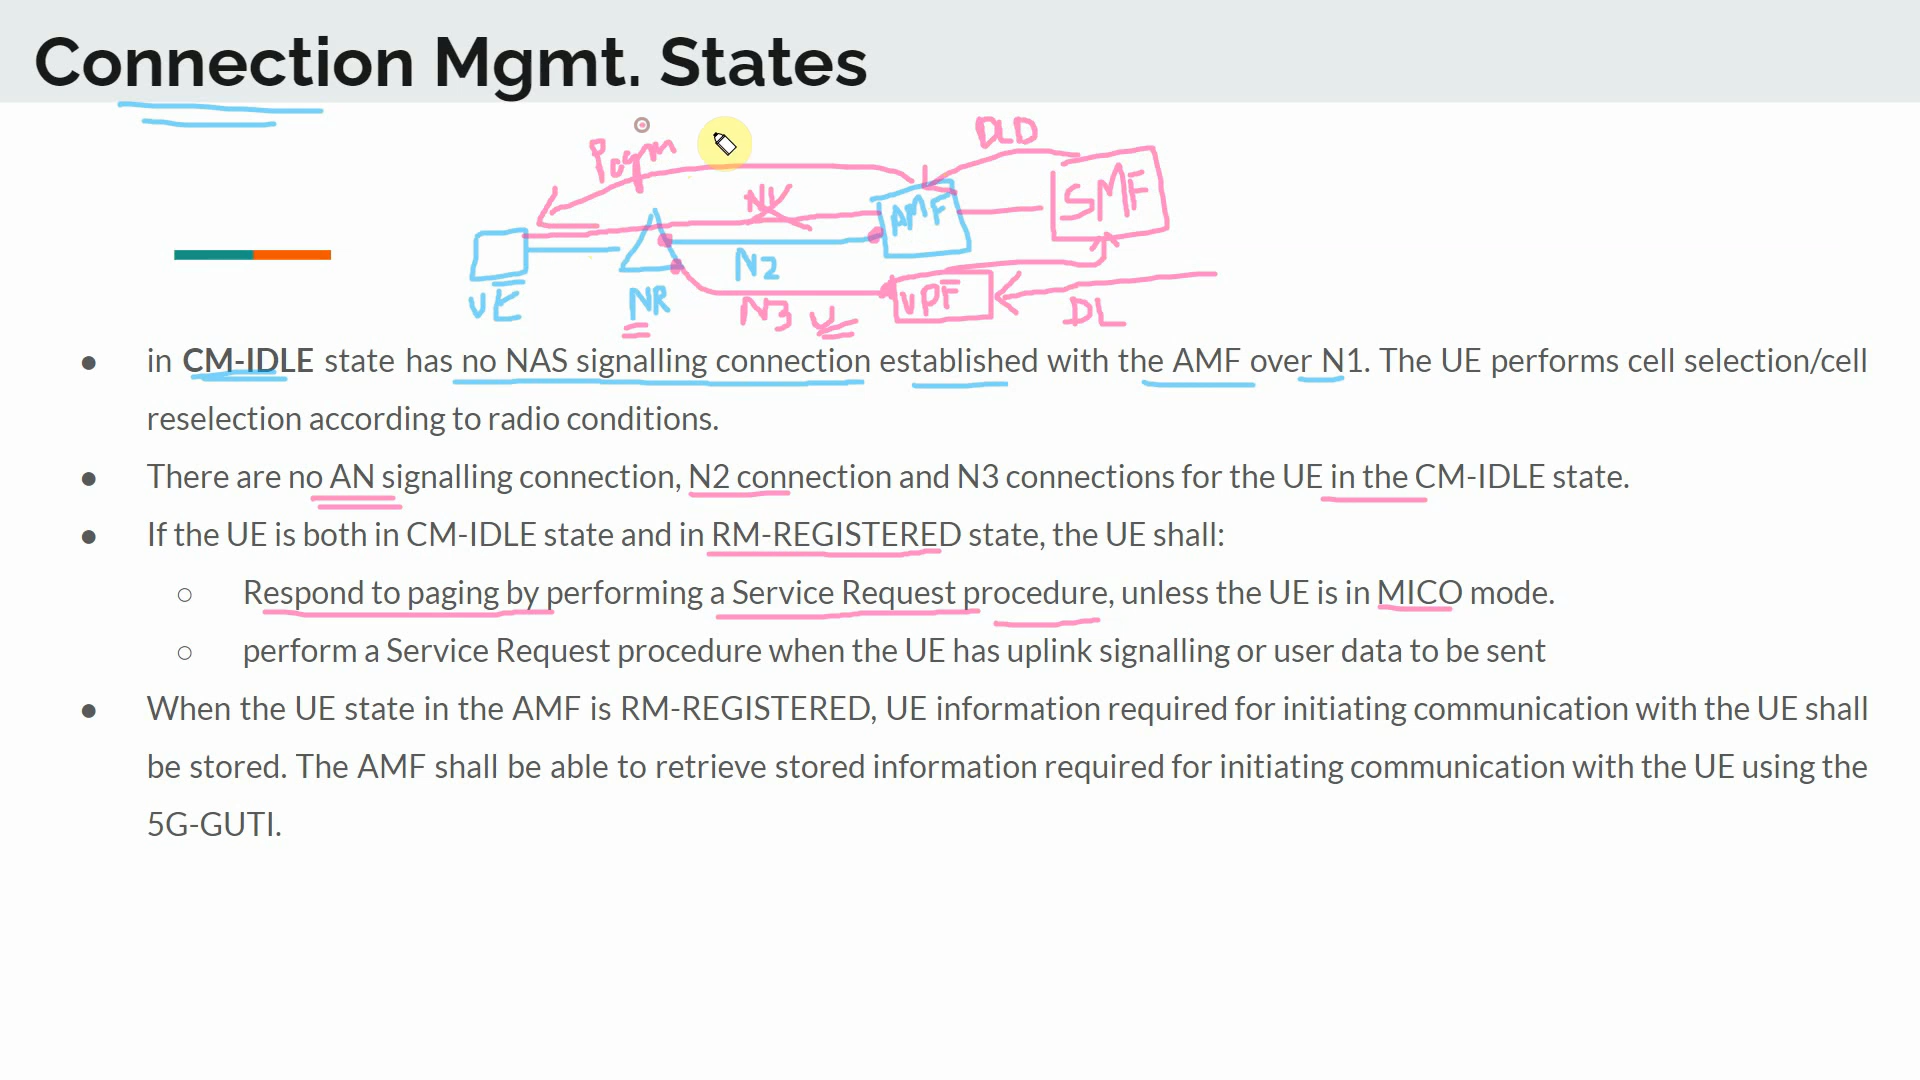 Connection Mgmt. States
DLD
SMF
AMF
N2
UE
NR
N3
UPF
DL
● in CM-IDLE state has no NAS signalling connection established with the AMF over N1. The UE performs cell selection/cell
reselection according to radio conditions.
● There are no AN signalling connection, N2 connection and N3 connections for the UE in the CM-IDLE state.
● If the UE is both in CM-IDLE state and in RM-REGISTERED state, the UE shall:
○ Respond to paging by performing a Service Request procedure, unless the UE is in MICO mode.
○ perform a Service Request procedure when the UE has uplink signalling or user data to be sent
● When the UE state in the AMF is RM-REGISTERED, UE information required for initiating communication with the UE shall
be stored. The AMF shall be able to retrieve stored information required for initiating communication with the UE using the
5G-GUTI.